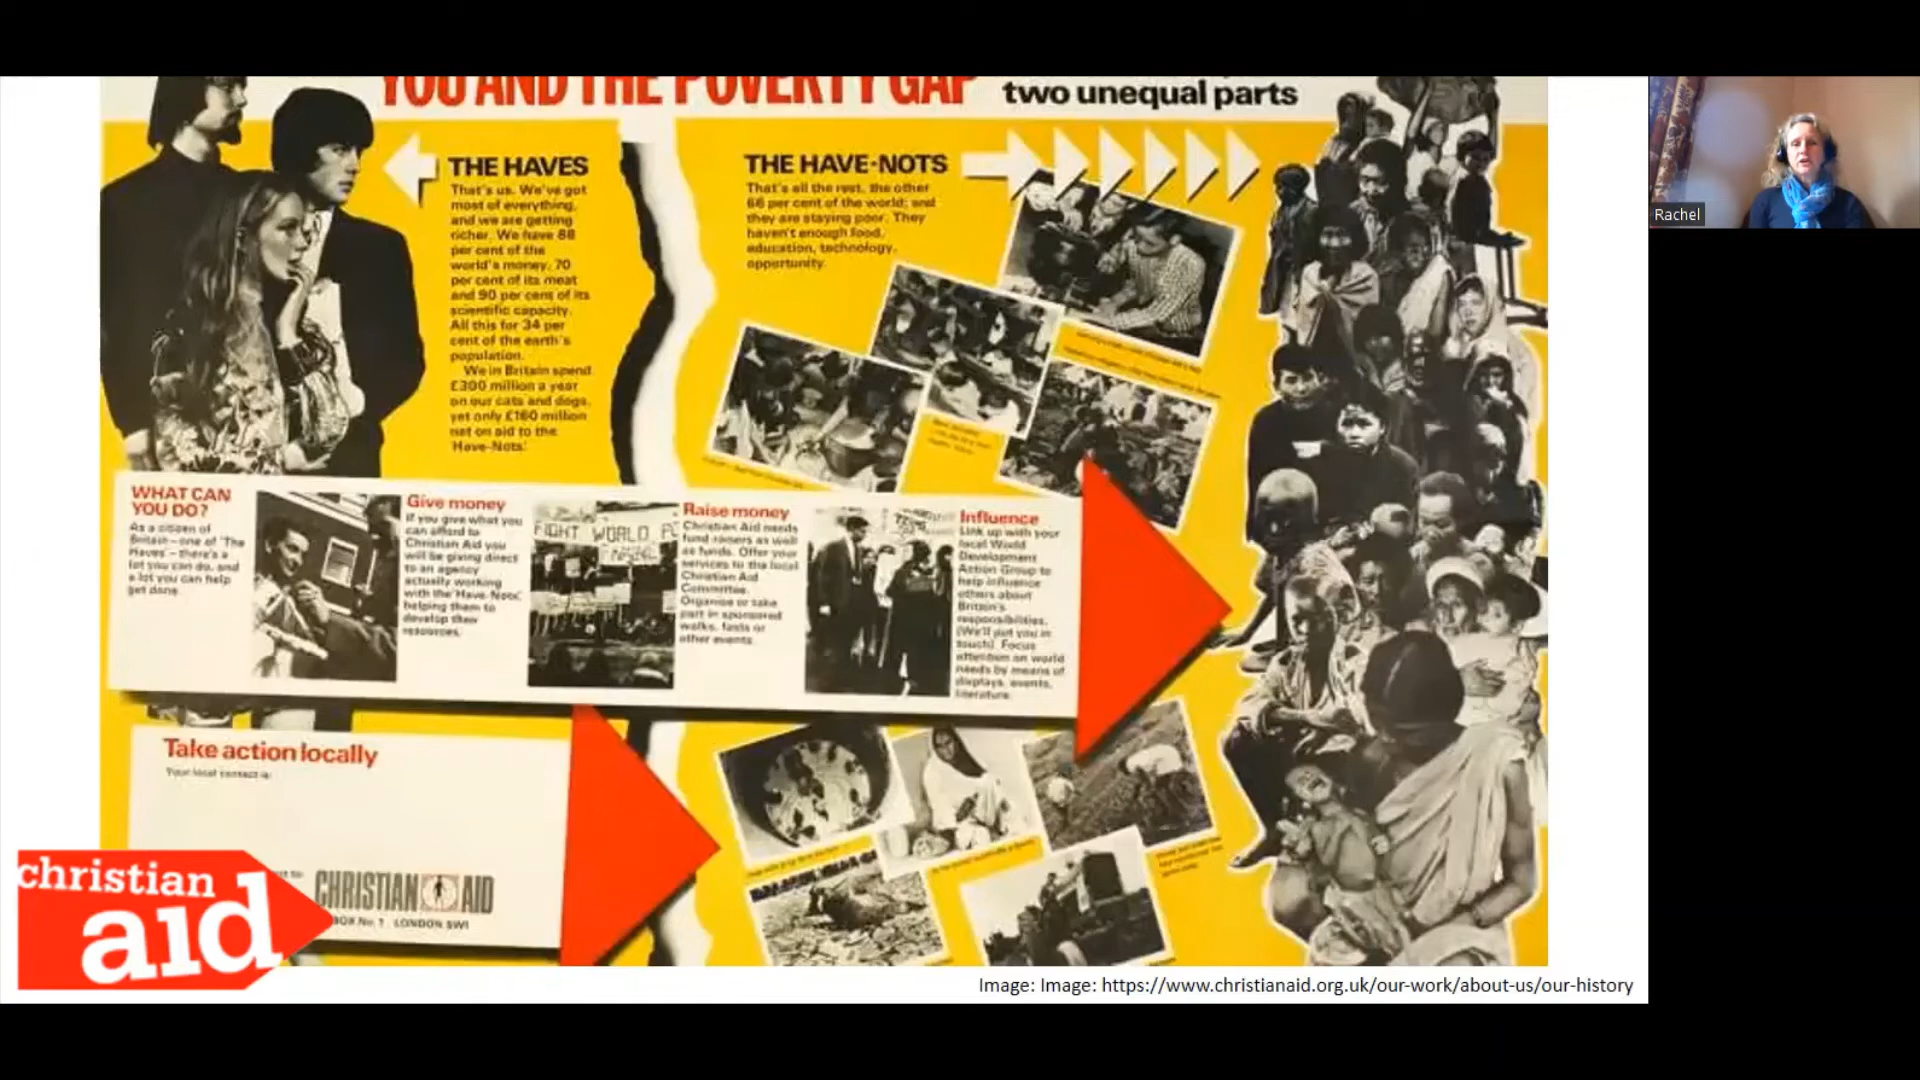 YOU AND THE POVERTY GAP
two unequal parts
THE HAVES
That's us. We've got
most of everything,
and we are getting
richer. We have 88
per cent of the
world's money, 70
per cent of its meat
and 90 per cent of its
scientific capacity.
All this for 34 per
cent of the earth's
population.
We in Britain spend
£300 million a year
on our cats and dogs,
yet only £160 million
net on aid to the
'Have-Nots'.
THE HAVE-NOTS
That's all the rest, the other
66 per cent of the world; and
they are staying poor. They
haven't enough food,
education, technology,
opportunity.
WHAT CAN
YOU DO?
As a citizen of
Britain – one of 'The
Haves' – there's a
lot you can do, and
a lot you can help
get done.
Give money
If you give what you
can afford to
Christian Aid you
will be giving direct
to an agency
actually working
with the 'Have-Nots',
helping them to
develop their
resources.
FIGHT WORLD
Raise money
Christian Aid needs
fund raisers as well
as funds. Offer your
services to the local
Christian Aid
Committee.
Organise or take
part in sponsored
walks, fasts or
other events.
Influence
Link up with your
local World
Development
Action Group to
help influence
others about
Britain's
responsibilities.
(We'll put you in
touch). Focus
attention on world
needs by means of
displays, events,
literature.
Take action locally
Your local contact is:
CHRISTIAN AID
BOX No. 1 LONDON SW1
christian
aid
Image: Image: https://www.christianaid.org.uk/our-work/about-us/our-history
Rachel